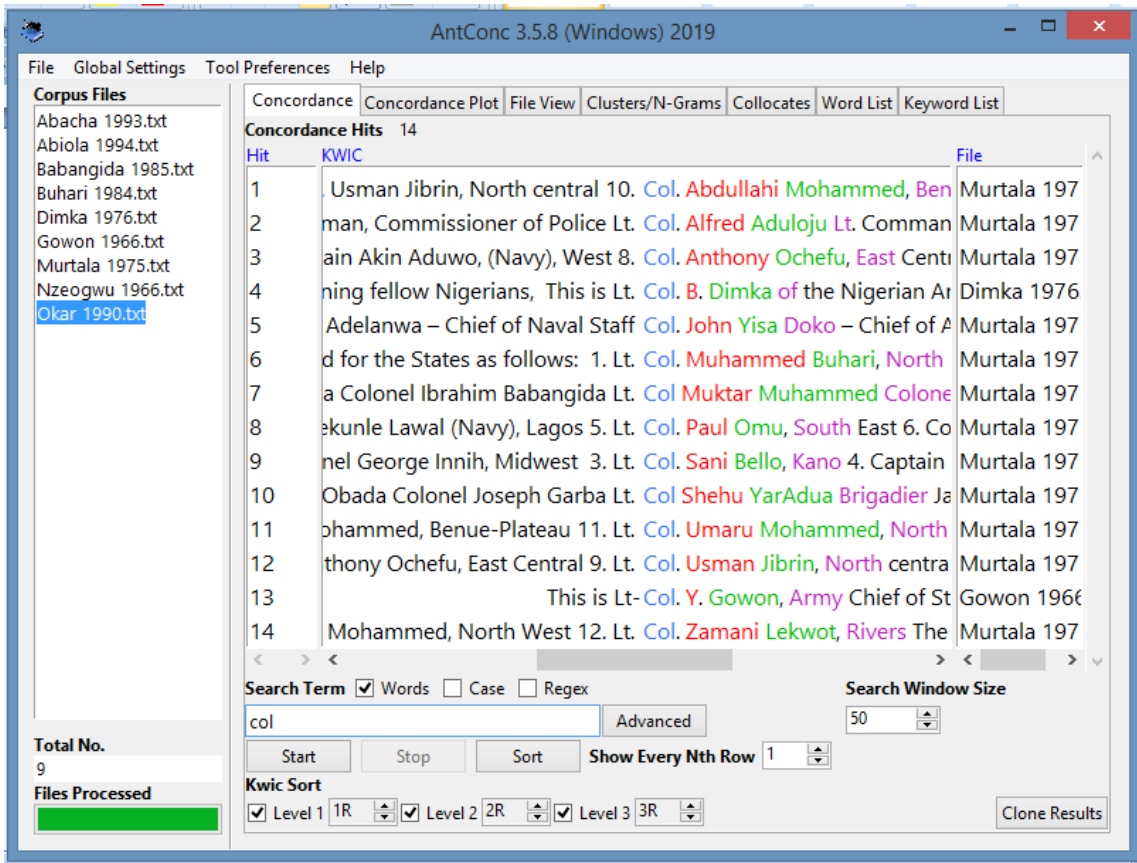 AntConc 3.5.8 (Windows) 2019
File Global Settings Tool Preferences Help
Corpus Files
Abacha 1993.txt
Abiola 1994.txt
Babangida 1985.txt
Buhari 1984.txt
Dimka 1976.txt
Gowon 1966.txt
Murtala 1975.txt
Nzeogwu 1966.txt
Okar 1990.txt
Total No.
9
Files Processed
Concordance Concordance Plot File View Clusters/N-Grams Collocates Word List Keyword List
Concordance Hits 14
Hit KWIC File
1 . Usman Jibrin, North central 10. Col. Abdullahi Mohammed, Ben Murtala 197
2 man, Commissioner of Police Lt. Col. Alfred Aduloju Lt. Comman Murtala 197
3 ain Akin Aduwo, (Navy), West 8. Col. Anthony Ochefu, East Cent Murtala 197
4 ning fellow Nigerians, This is Lt. Col. B. Dimka of the Nigerian Ar Dimka 1976.
5 Adelanwa – Chief of Naval Staff Col. John Yisa Doko – Chief of A Murtala 197
6 d for the States as follows: 1. Lt. Col. Muhammed Buhari, North Murtala 197
7 a Colonel Ibrahim Babangida Lt. Col Muktar Muhammed Colone Murtala 197
8 ekunle Lawal (Navy), Lagos 5. Lt. Col. Paul Omu, South East 6. Co Murtala 197
9 nel George Innih, Midwest 3. Lt. Col. Sani Bello, Kano 4. Captain Murtala 197
10 Obada Colonel Joseph Garba Lt. Col Shehu YarAdua Brigadier Ja Murtala 197
11 ohammed, Benue-Plateau 11. Lt. Col. Umaru Mohammed, North Murtala 197
12 thony Ochefu, East Central 9. Lt. Col. Usman Jibrin, North centra Murtala 197
13 This is Lt- Col. Y. Gowon, Army Chief of St Gowon 1966
14 Mohammed, North West 12. Lt. Col. Zamani Lekwot, Rivers The Murtala 197
Search Term Words Case Regex Search Window Size
col Advanced 50
Start Stop Sort Show Every Nth Row 1
Kwic Sort
Level 1 1R Level 2 2R Level 3 3R Clone Results